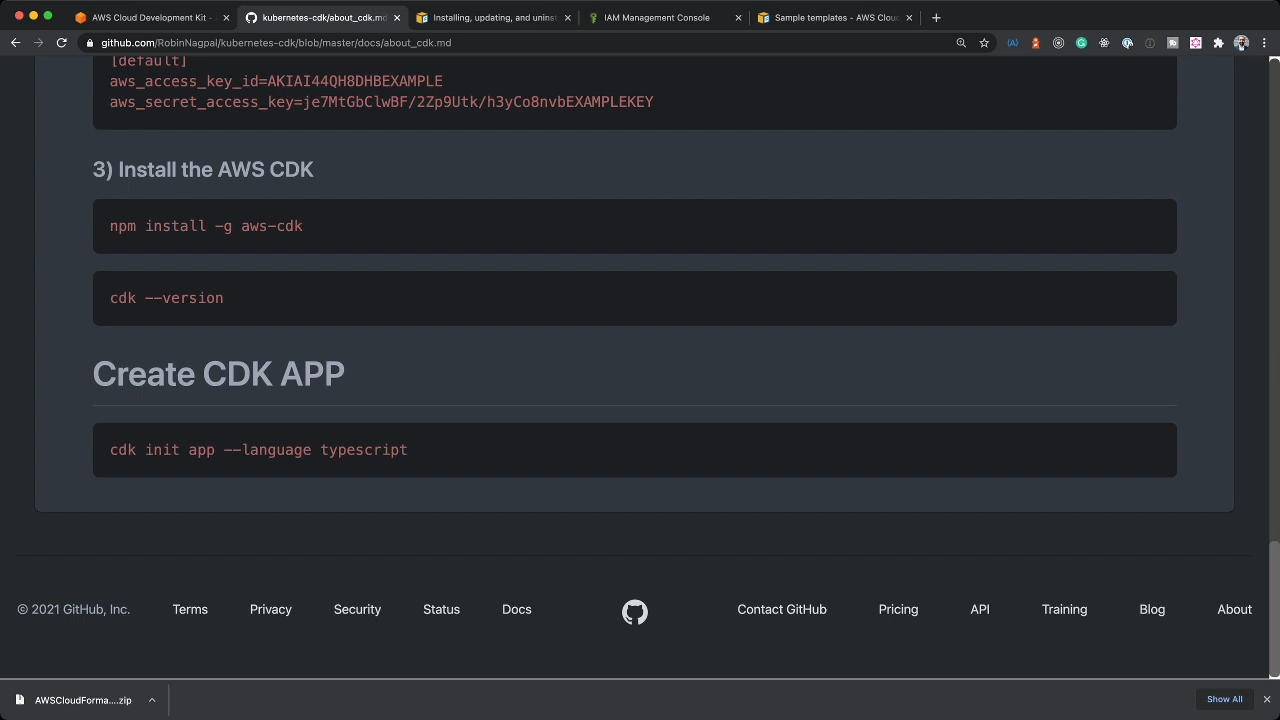 AWS Cloud Development Kit -
kubernetes-cdk/about_cdk.md
Installing, updating, and uninst
IAM Management Console
Sample templates - AWS Clou
github.com/RobinNagpal/kubernetes-cdk/blob/master/docs/about_cdk.md
[default]
aws_access_key_id=AKIAI44QH8DHBEXAMPLE
aws_secret_access_key=je7MtGbClwBF/2Zp9Utk/h3yCo8nvbEXAMPLEKEY
3) Install the AWS CDK
npm install -g aws-cdk
cdk --version
Create CDK APP
cdk init app --language typescript
© 2021 GitHub, Inc.
Terms
Privacy
Security
Status
Docs
Contact GitHub
Pricing
API
Training
Blog
About
AWSCloudForma....zip
Show All